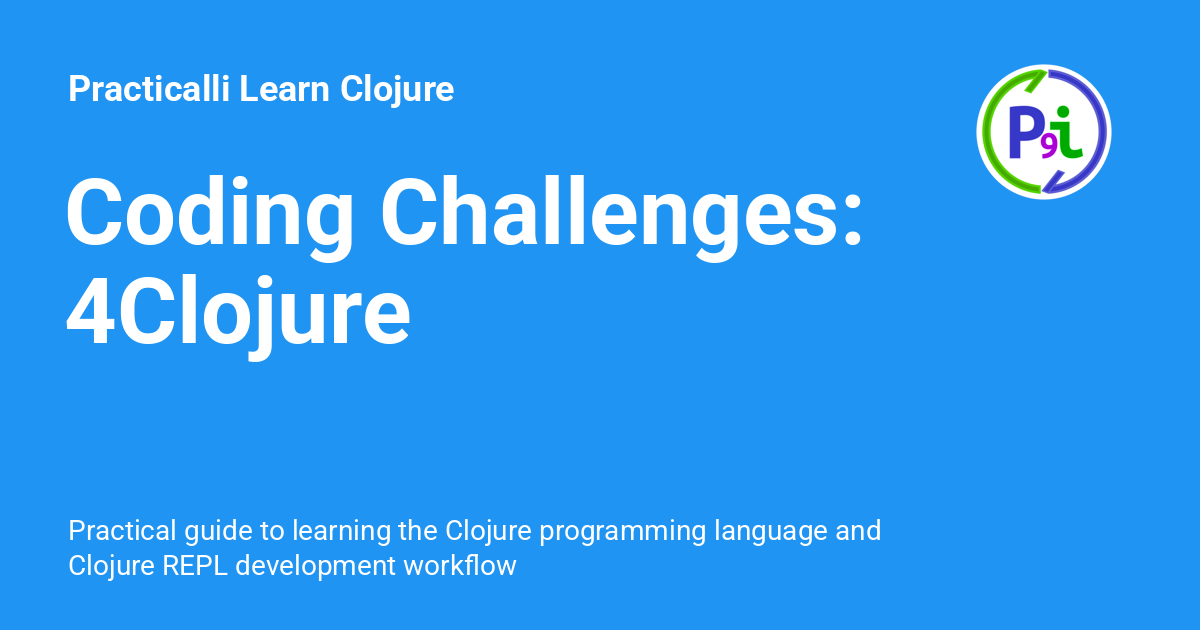 Practicalli Learn Clojure
P9i
Coding Challenges:
4Clojure
Practical guide to learning the Clojure programming language and
Clojure REPL development workflow